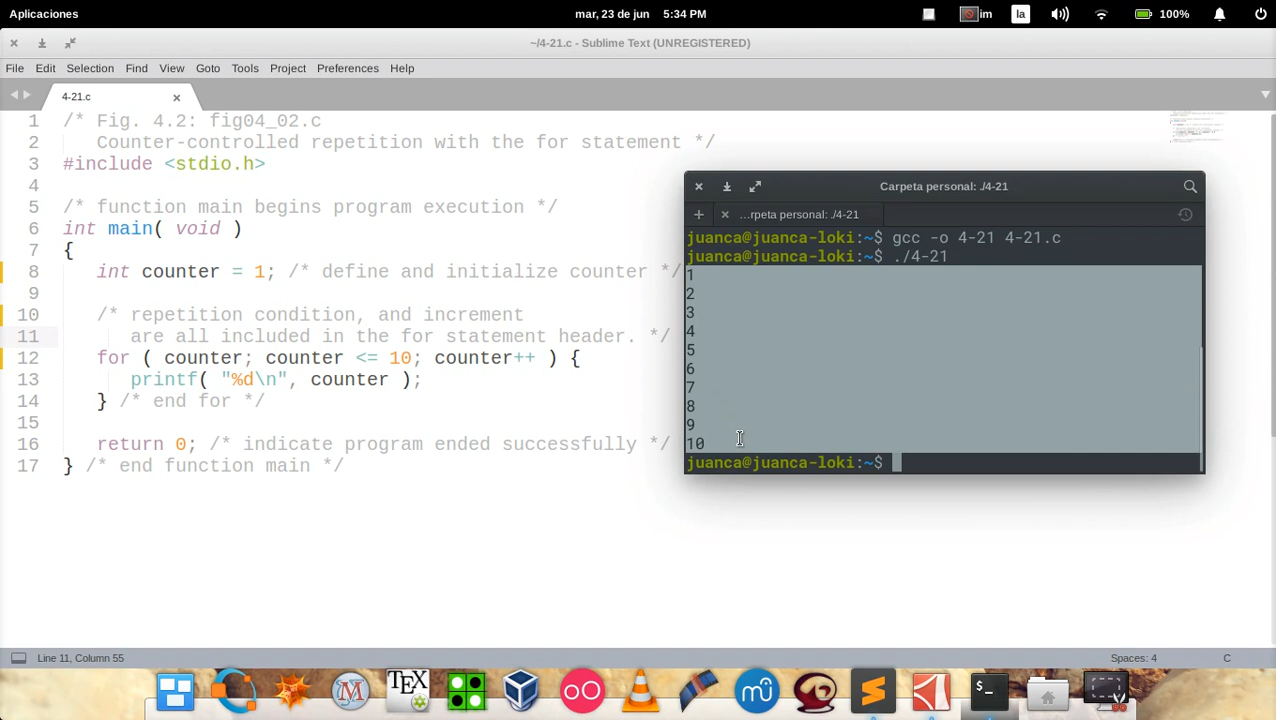 Aplicaciones
mar, 23 de jun 5:34 PM
im la 100%
~/4-21.c - Sublime Text (UNREGISTERED)
File Edit Selection Find View Goto Tools Project Preferences Help
4-21.c
1 /* Fig. 4.2: fig04_02.c
2 Counter-controlled repetition with the for statement */
3 #include <stdio.h>
4
5 /* function main begins program execution */
6 int main( void )
7 {
8 int counter = 1; /* define and initialize counter */
9
10 /* repetition condition, and increment
11 are all included in the for statement header. */
12 for ( counter; counter <= 10; counter++ ) {
13 printf( "%d\n", counter );
14 } /* end for */
15
16 return 0; /* indicate program ended successfully */
17 } /* end function main */
Carpeta personal: ./4-21
...rpeta personal: ./4-21
juanca@juanca-loki:~$ gcc -o 4-21 4-21.c
juanca@juanca-loki:~$ ./4-21
1
2
3
4
5
6
7
8
9
10
juanca@juanca-loki:~$
Line 11, Column 55
Spaces: 4 C
TEX